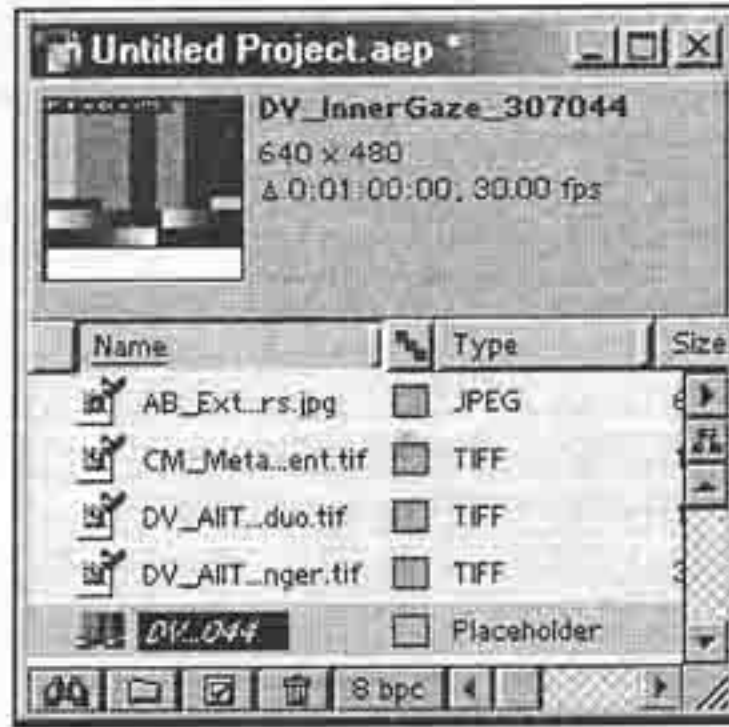 Untitled Project.aep *
DV_InnerGaze_307044
640 x 480
Δ 0:01:00:00, 30.00 fps
Name Type Size
AB_Ext...rs.jpg JPEG
CM_Meta...ent.tif TIFF
DV_AllT...duo.tif TIFF
DV_AllT...nger.tif TIFF 3
DV...044 Placeholder
8 bpc